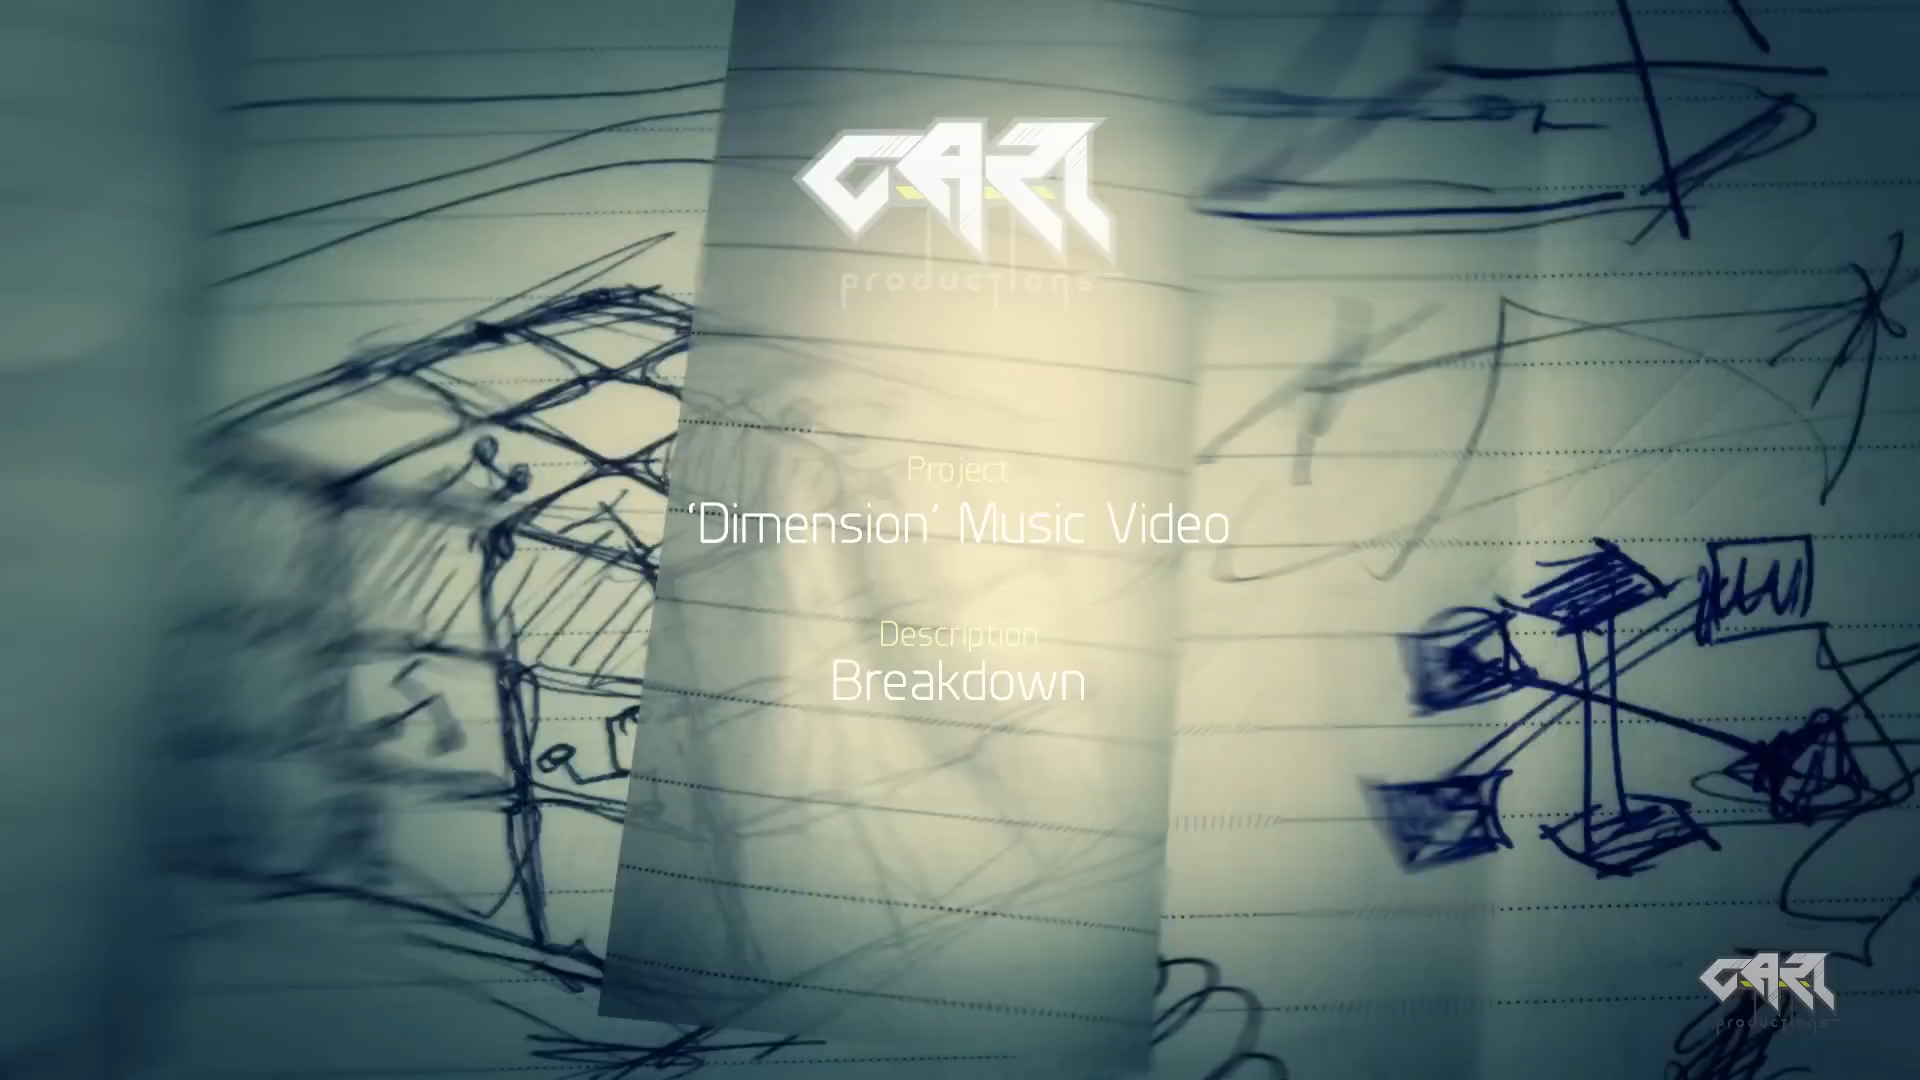 CARL
productions
Project
‘Dimension’ Music Video
Description
Breakdown
CARL
productions